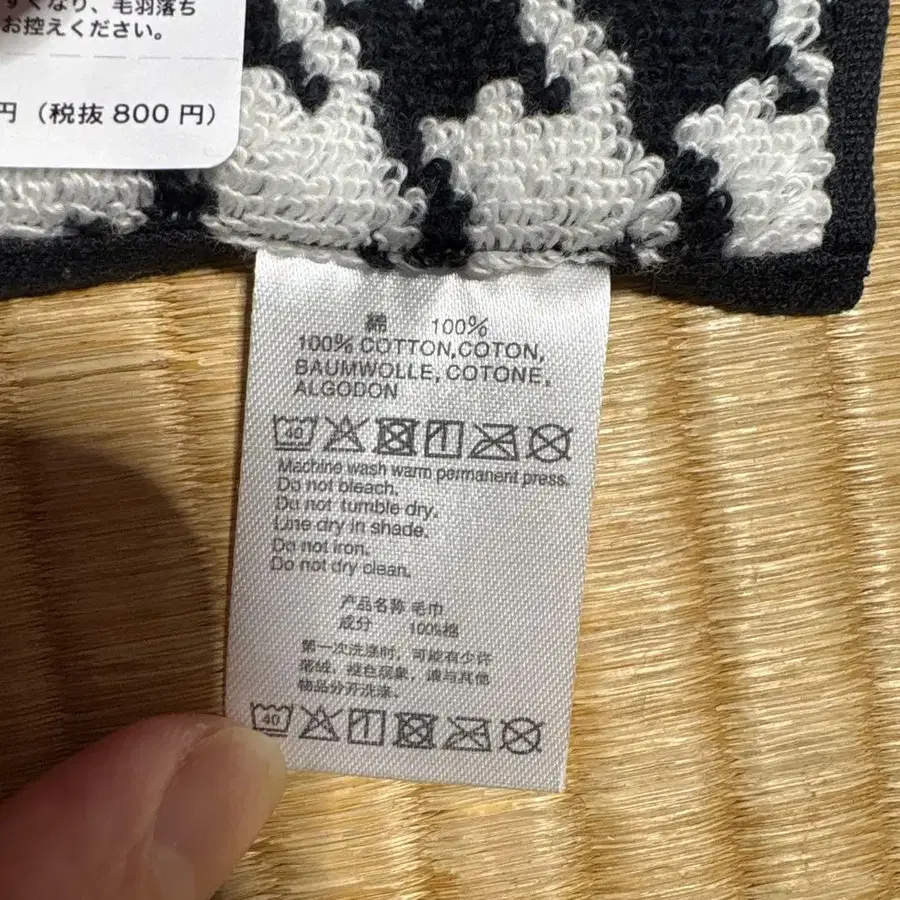 すくなり、毛羽落ち
お控えください。
円（税抜 800 円）
綿 100%
100% COTTON,COTON,
BAUMWOLLE, COTONE,
ALGODON
40
Machine wash warm permanent press.
Do not bleach.
Do not tumble dry.
Line dry in shade.
Do not iron.
Do not dry clean.
产品名称 毛巾
成分 100%棉
第一次洗涤时，可能有少许
落绒，褪色现象，请与其他
物品分开洗涤。
40